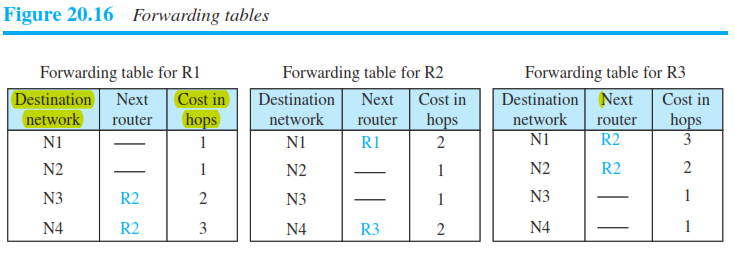 Figure 20.16 Forwarding tables
Forwarding table for R1
Destination network Next router Cost in hops
N1 — 1
N2 — 1
N3 R2 2
N4 R2 3
Forwarding table for R2
Destination network Next router Cost in hops
N1 R1 2
N2 — 1
N3 — 1
N4 R3 2
Forwarding table for R3
Destination network Next router Cost in hops
N1 R2 3
N2 R2 2
N3 — 1
N4 — 1